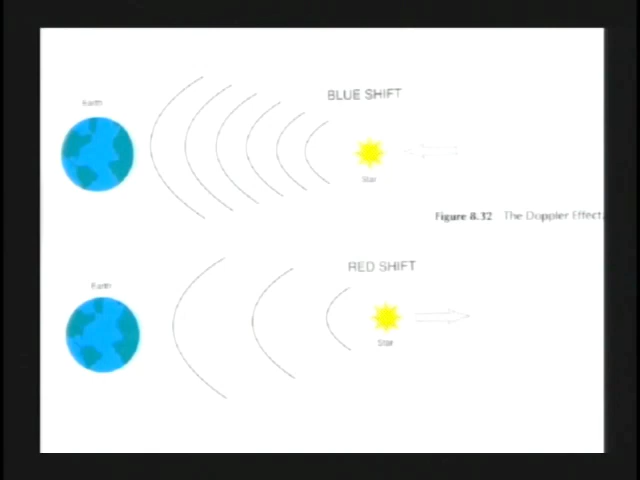 BLUE SHIFT
Earth
Star
Figure 8.32 The Doppler Effect.
RED SHIFT
Earth
Star